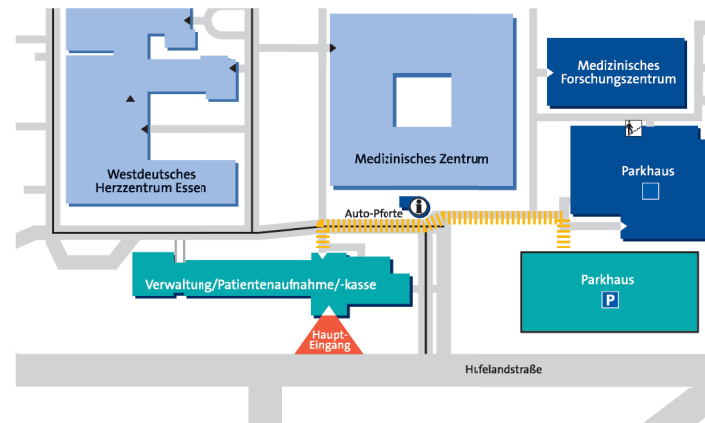 Medizinisches
Forschungszentrum
Westdeutsches
Herzzentrum Essen
Medizinisches Zentrum
Parkhaus
Auto-Pforte
i
Verwaltung/Patientenaufnahme/-kasse
Parkhaus
P
Haupt-
Eingang
Hufelandstraße